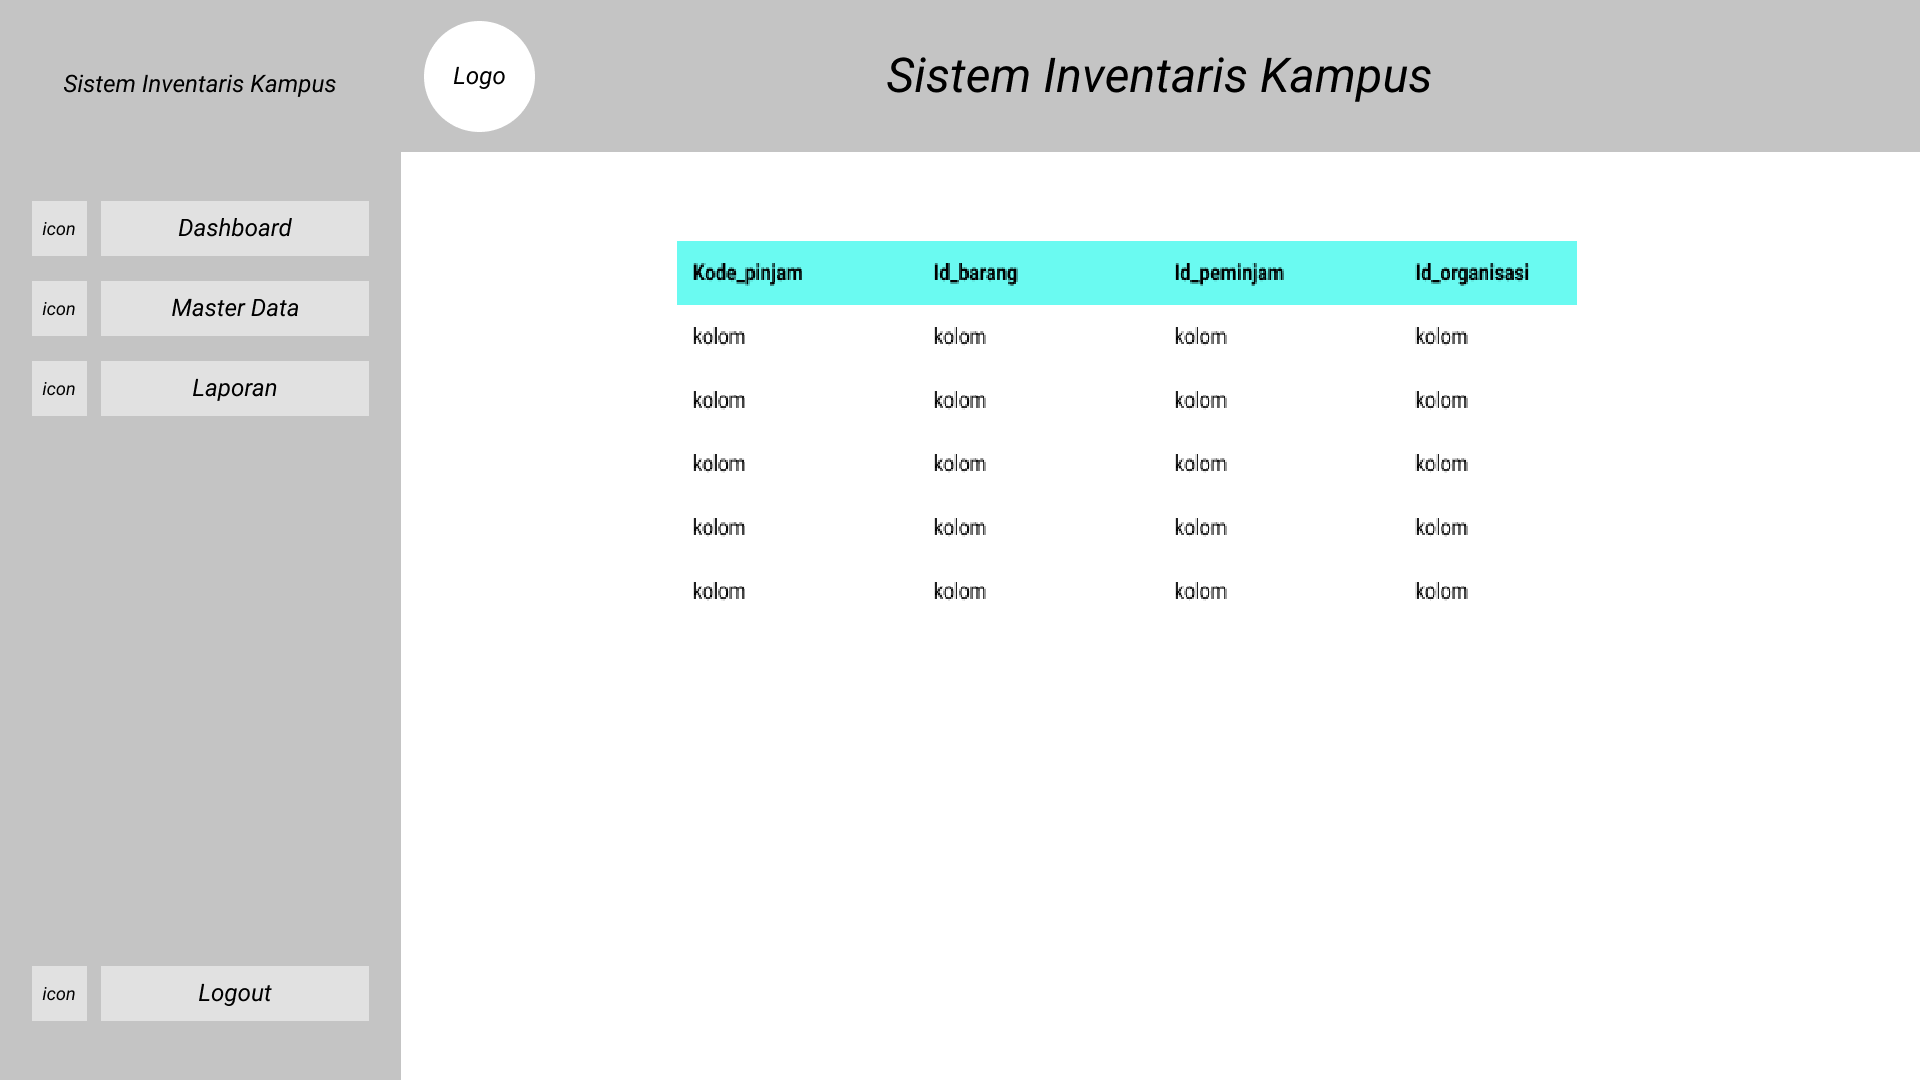 Sistem Inventaris Kampus
Logo
Sistem Inventaris Kampus
icon Dashboard
icon Master Data
icon Laporan
icon Logout
Kode_pinjam Id_barang Id_peminjam Id_organisasi
kolom kolom kolom kolom
kolom kolom kolom kolom
kolom kolom kolom kolom
kolom kolom kolom kolom
kolom kolom kolom kolom